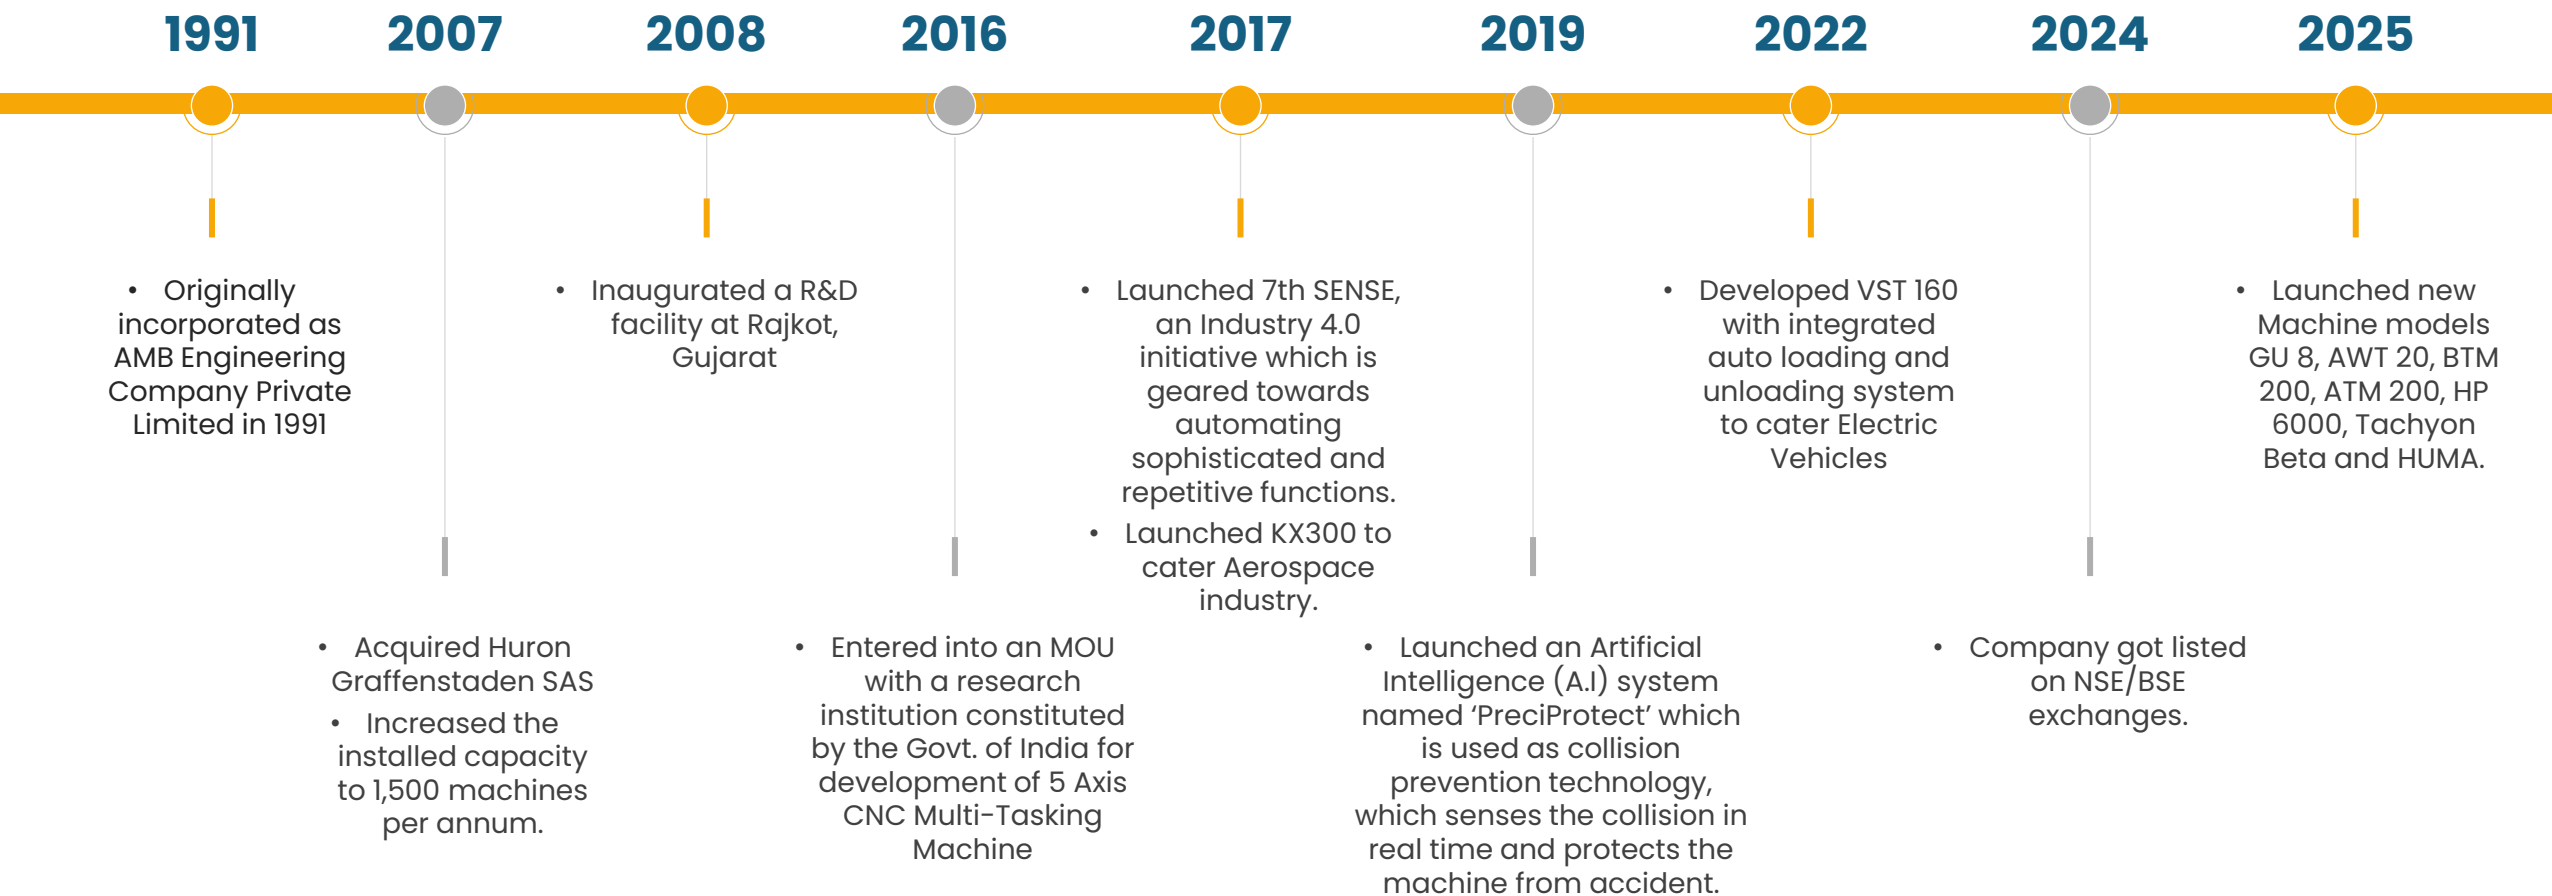 1991
2007
2008
2016
2017
2019
2022
2024
2025
• Originally
incorporated as
AMB Engineering
Company Private
Limited in 1991
• Acquired Huron
Graffenstaden SAS
• Increased the
installed capacity
to 1,500 machines
per annum.
• Inaugurated a R&D
facility at Rajkot,
Gujarat
• Entered into an MOU
with a research
institution constituted
by the Govt. of India for
development of 5 Axis
CNC Multi-Tasking
Machine
• Launched 7th SENSE,
an Industry 4.0
initiative which is
geared towards
automating
sophisticated and
repetitive functions.
• Launched KX300 to
cater Aerospace
industry.
• Launched an Artificial
Intelligence (A.I) system
named ‘PreciProtect’ which
is used as collision
prevention technology,
which senses the collision in
real time and protects the
machine from accident.
• Developed VST 160
with integrated
auto loading and
unloading system
to cater Electric
Vehicles
• Company got listed
on NSE/BSE
exchanges.
• Launched new
Machine models
GU 8, AWT 20, BTM
200, ATM 200, HP
6000, Tachyon
Beta and HUMA.